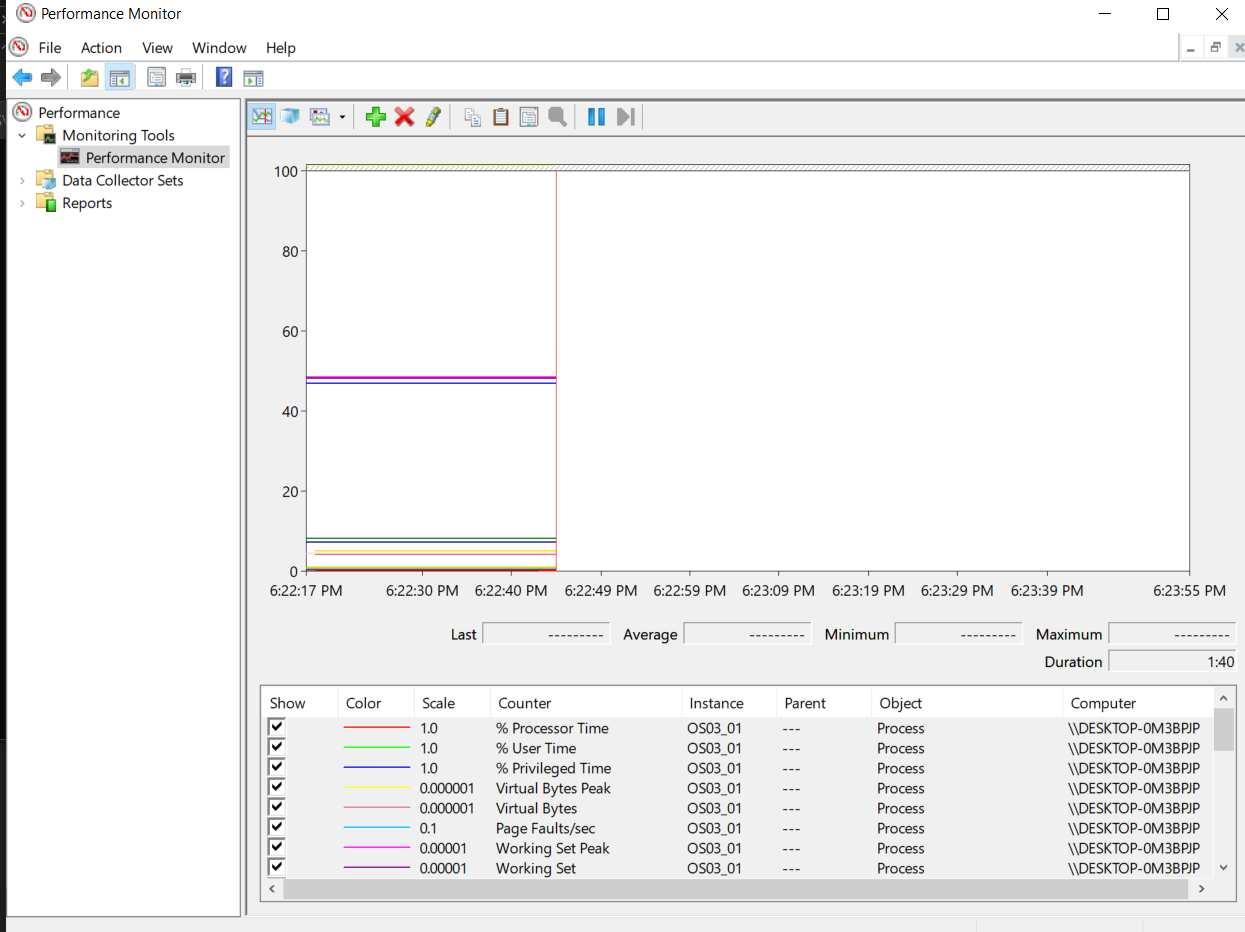 Performance Monitor
File Action View Window Help
Performance
Monitoring Tools
Performance Monitor
Data Collector Sets
Reports
100
80
60
40
20
0
6:22:17 PM 6:22:30 PM 6:22:40 PM 6:22:49 PM 6:22:59 PM 6:23:09 PM 6:23:19 PM 6:23:29 PM 6:23:39 PM 6:23:55 PM
Last --------- Average --------- Minimum --------- Maximum ---------
Duration 1:40
Show Color Scale Counter Instance Parent Object Computer
1.0 % Processor Time OS03_01 --- Process \\DESKTOP-0M3BPJP
1.0 % User Time OS03_01 --- Process \\DESKTOP-0M3BPJP
1.0 % Privileged Time OS03_01 --- Process \\DESKTOP-0M3BPJP
0.000001 Virtual Bytes Peak OS03_01 --- Process \\DESKTOP-0M3BPJP
0.000001 Virtual Bytes OS03_01 --- Process \\DESKTOP-0M3BPJP
0.1 Page Faults/sec OS03_01 --- Process \\DESKTOP-0M3BPJP
0.00001 Working Set Peak OS03_01 --- Process \\DESKTOP-0M3BPJP
0.00001 Working Set OS03_01 --- Process \\DESKTOP-0M3BPJP